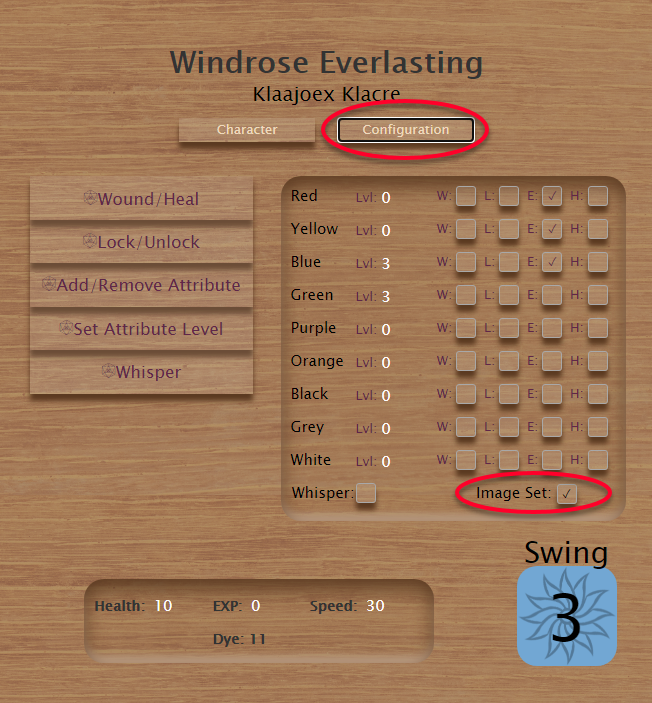 Windrose Everlasting
Klaajoex Klacre
Character Configuration
Wound/Heal
Lock/Unlock
Add/Remove Attribute
Set Attribute Level
Whisper
Red Lvl: 0 W: L: E: ✓ H:
Yellow Lvl: 0 W: L: E: ✓ H:
Blue Lvl: 3 W: L: E: ✓ H:
Green Lvl: 3 W: L: E: H:
Purple Lvl: 0 W: L: E: H:
Orange Lvl: 0 W: L: E: H:
Black Lvl: 0 W: L: E: H:
Grey Lvl: 0 W: L: E: H:
White Lvl: 0 W: L: E: H:
Whisper: Image Set: ✓
Health: 10 EXP: 0 Speed: 30
Dye: 11
Swing
3